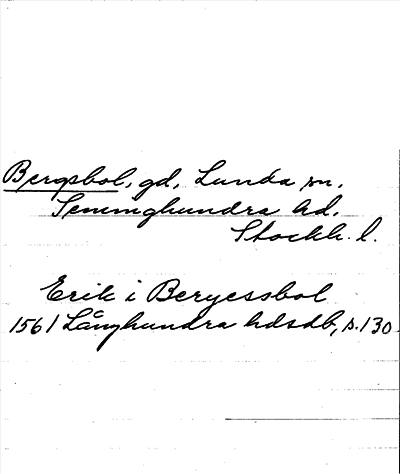 Bergsbol, gd, Lunda sn,
Seminghundra hd.
Stockh. l.
Erik i Beryessbol
1561 Långhundra hdsdb, s. 130